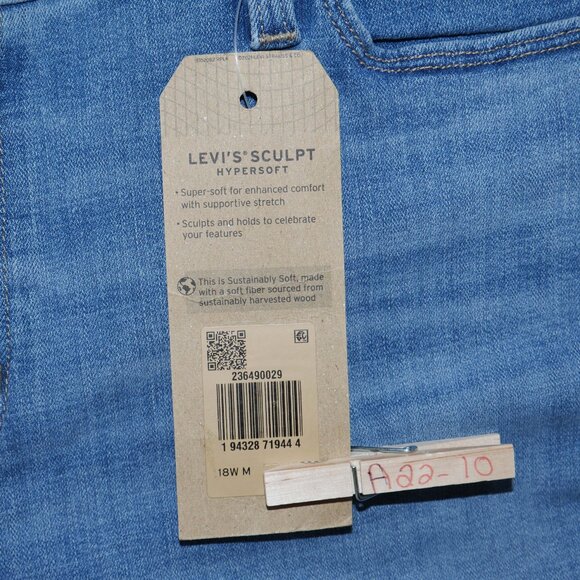 LEVI'S® SCULPT
HYPERSOFT
• Super-soft for enhanced comfort
with supportive stretch
• Sculpts and holds to celebrate
your features
This is Sustainably Soft, made
with a soft fiber sourced from
sustainably harvested wood
236490029
1 94328 71944 4
18W M
A22-10